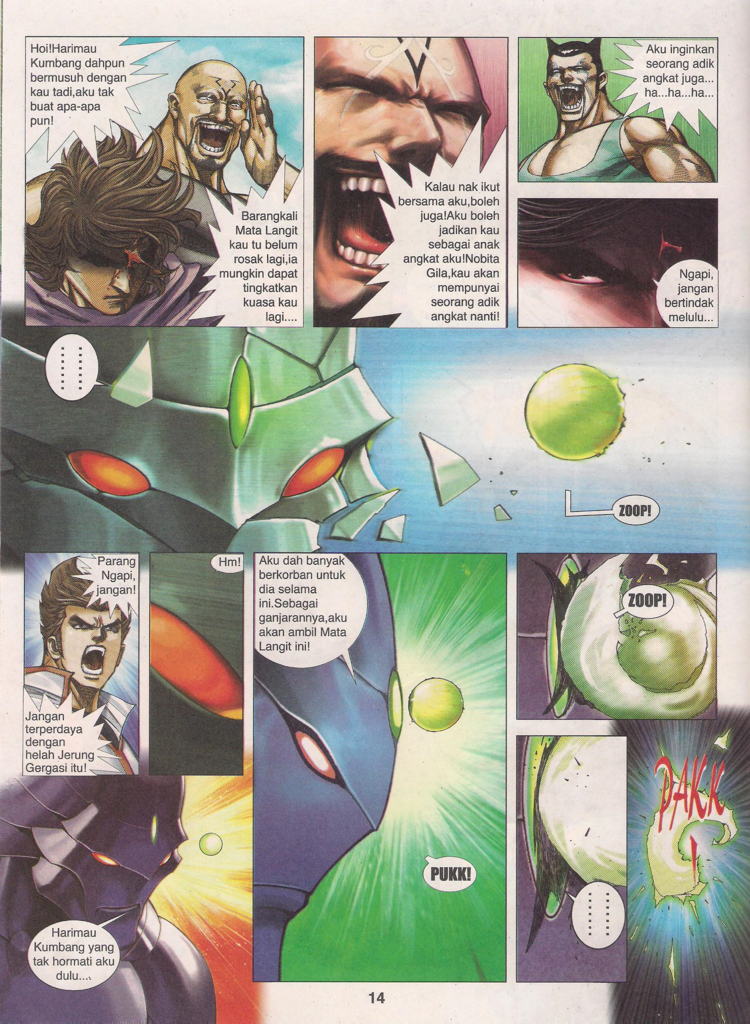 Hoi!Harimau
Kumbang dahpun
bermusuh dengan
kau tadi,aku tak
buat apa-apa
pun!
Barangkali
Mata Langit
kau tu belum
rosak lagi,ia
mungkin dapat
tingkatkan
kuasa kau
lagi....
Kalau nak ikut
bersama aku,boleh
juga!Aku boleh
jadikan kau
sebagai anak
angkat aku!Nobita
Gila,kau akan
mempunyai
seorang adik
angkat nanti!
Aku inginkan
seorang adik
angkat juga...
ha...ha...ha...
Ngapi,
jangan
bertindak
melulu...
ZOOP!
Parang
Ngapi,
jangan!
Jangan
terperdaya
dengan
helah Jerung
Gergasi itu!
Hm!
Aku dah banyak
berkorban untuk
dia selama
ini.Sebagai
ganjarannya,aku
akan ambil Mata
Langit ini!
PUKK!
ZOOP!
PAKK
!
Harimau
Kumbang yang
tak hormati aku
dulu....
14